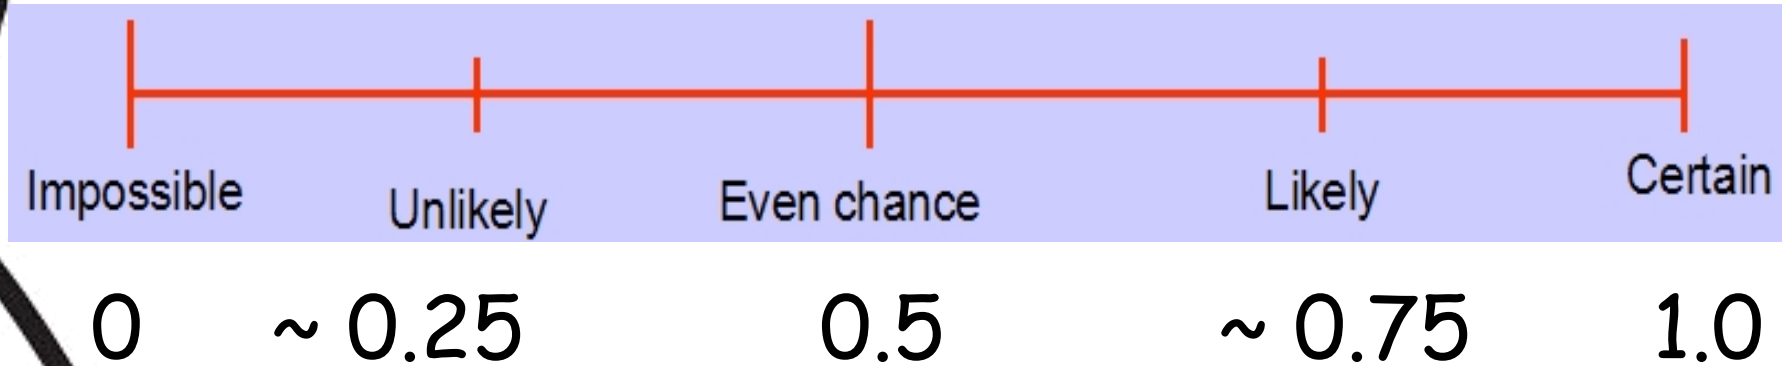 Impossible Unlikely Even chance Likely Certain
0 ~ 0.25 0.5 ~ 0.75 1.0